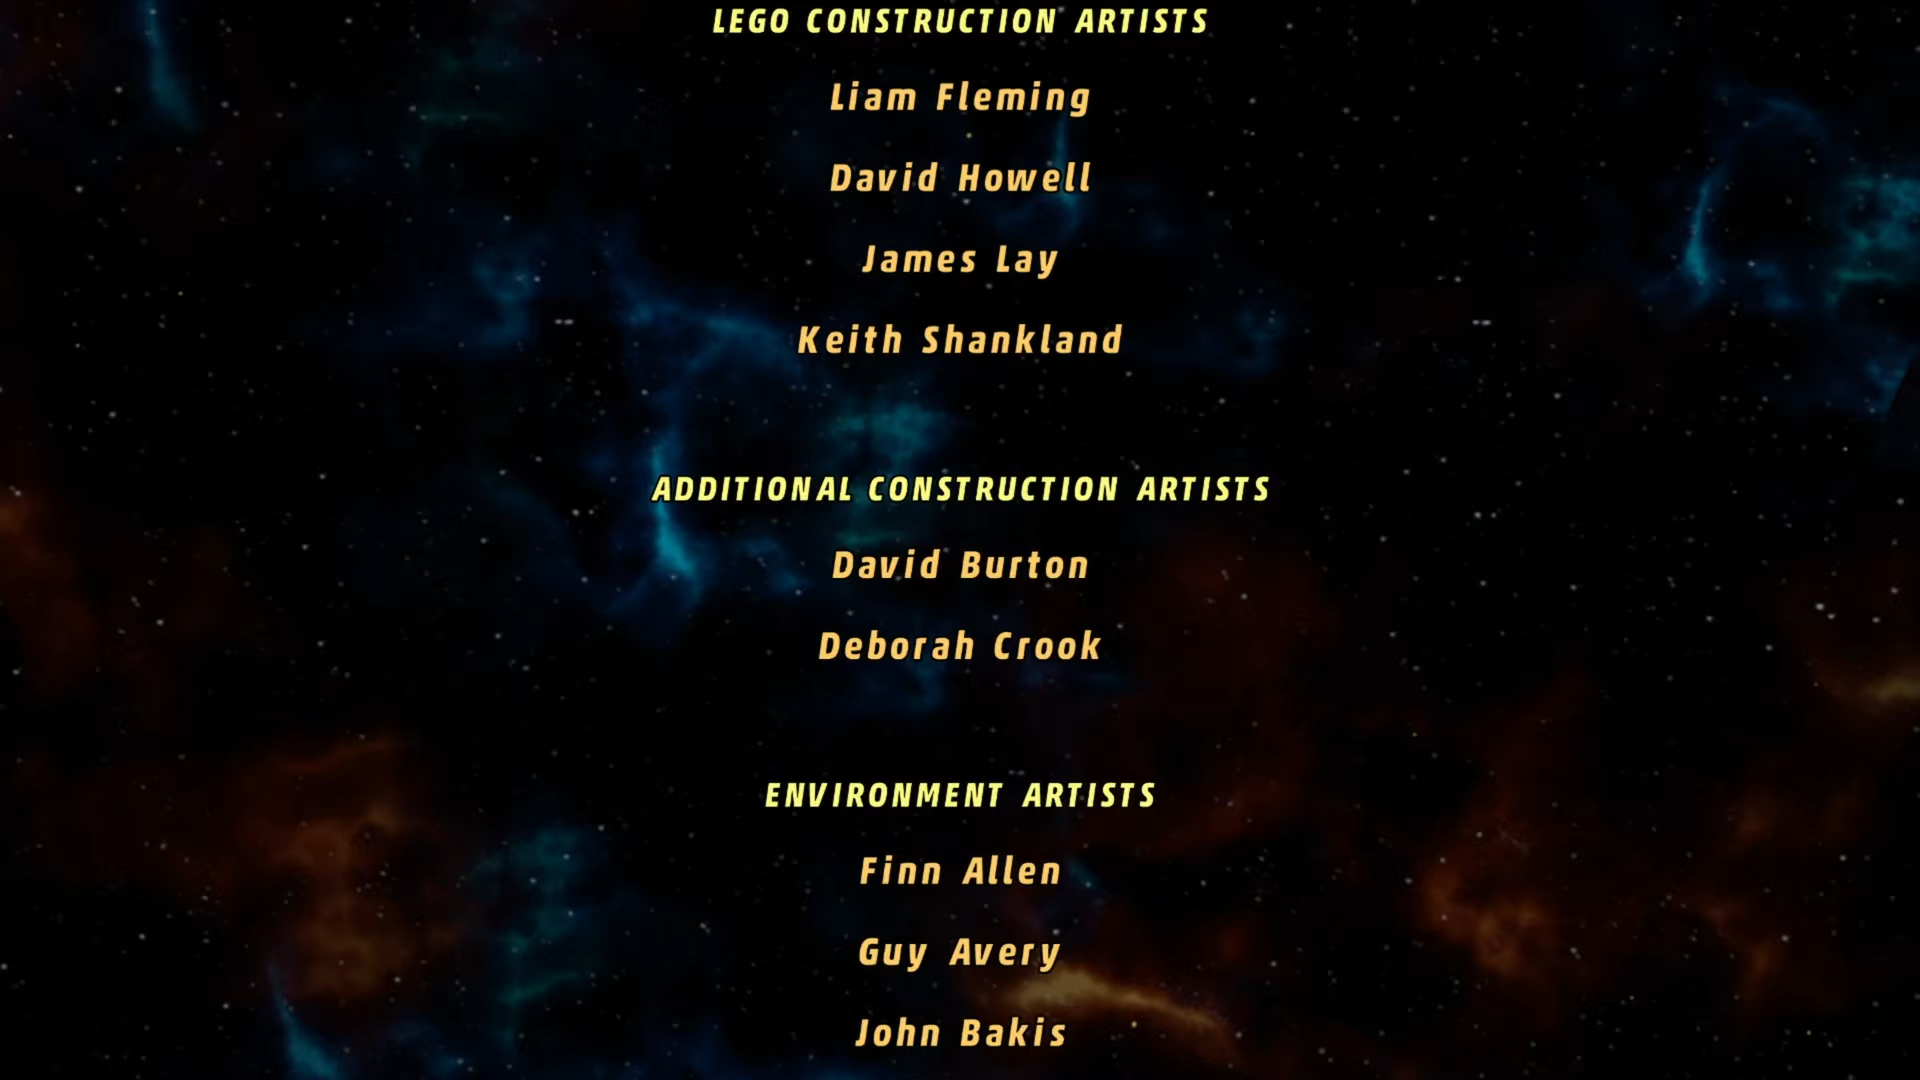 LEGO CONSTRUCTION ARTISTS
Liam Fleming
David Howell
James Lay
Keith Shankland
ADDITIONAL CONSTRUCTION ARTISTS
David Burton
Deborah Crook
ENVIRONMENT ARTISTS
Finn Allen
Guy Avery
John Bakis